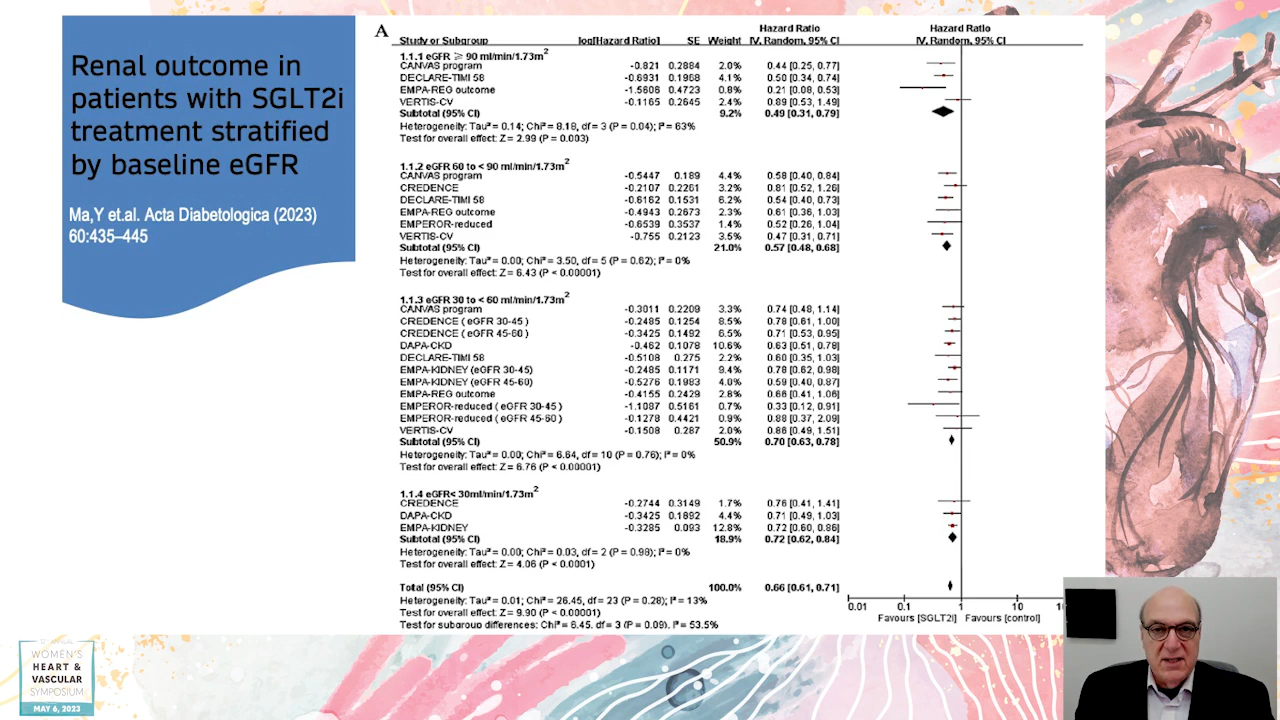 Renal outcome in
patients with SGLT2i
treatment stratified
by baseline eGFR
Ma,Y et.al. Acta Diabetologica (2023)
60:435–445
A
Hazard Ratio Hazard Ratio
Study or Subgroup log[Hazard Ratio] SE Weight IV, Random, 95% CI IV, Random, 95% CI
1.1.1 eGFR ≥ 90 ml/min/1.73m²
CANVAS program -0.821 0.2884 2.0% 0.44 [0.25, 0.77]
DECLARE-TIMI 58 -0.6931 0.1968 4.1% 0.50 [0.34, 0.74]
EMPA-REG outcome -1.5606 0.4723 0.8% 0.21 [0.08, 0.53]
VERTIS-CV -0.1165 0.2645 2.4% 0.89 [0.53, 1.49]
Subtotal (95% CI) 9.2% 0.49 [0.31, 0.79]
Heterogeneity: Tau² = 0.14; Chi² = 8.18, df = 3 (P = 0.04); I² = 63%
Test for overall effect: Z = 2.99 (P = 0.003)
1.1.2 eGFR 60 to < 90 ml/min/1.73m²
CANVAS program -0.5447 0.189 4.4% 0.58 [0.40, 0.84]
CREDENCE -0.2107 0.2261 3.2% 0.81 [0.52, 1.26]
DECLARE-TIMI 58 -0.6162 0.1531 6.2% 0.54 [0.40, 0.73]
EMPA-REG outcome -0.4943 0.2673 2.3% 0.61 [0.36, 1.03]
EMPEROR-reduced -0.6539 0.3537 1.4% 0.52 [0.26, 1.04]
VERTIS-CV -0.755 0.2123 3.5% 0.47 [0.31, 0.71]
Subtotal (95% CI) 21.0% 0.57 [0.48, 0.68]
Heterogeneity: Tau² = 0.00; Chi² = 3.50, df = 5 (P = 0.62); I² = 0%
Test for overall effect: Z = 6.43 (P < 0.00001)
1.1.3 eGFR 30 to < 60 ml/min/1.73m²
CANVAS program -0.3011 0.2209 3.3% 0.74 [0.48, 1.14]
CREDENCE ( eGFR 30-45 ) -0.2485 0.1254 8.5% 0.78 [0.61, 1.00]
CREDENCE ( eGFR 45-60 ) -0.3425 0.1492 6.5% 0.71 [0.53, 0.95]
DAPA-CKD -0.462 0.1078 10.6% 0.63 [0.51, 0.78]
DECLARE-TIMI 58 -0.5108 0.275 2.2% 0.60 [0.35, 1.03]
EMPA-KIDNEY (eGFR 30-45) -0.2485 0.1171 9.4% 0.78 [0.62, 0.98]
EMPA-KIDNEY (eGFR 45-60) -0.5276 0.1983 4.0% 0.59 [0.40, 0.87]
EMPA-REG outcome -0.4155 0.2429 2.8% 0.66 [0.41, 1.06]
EMPEROR-reduced ( eGFR 30-45 ) -1.1087 0.5161 0.7% 0.33 [0.12, 0.91]
EMPEROR-reduced ( eGFR 45-60 ) -0.1278 0.4421 0.9% 0.88 [0.37, 2.09]
VERTIS-CV -0.1508 0.287 2.0% 0.86 [0.49, 1.51]
Subtotal (95% CI) 50.9% 0.70 [0.63, 0.78]
Heterogeneity: Tau² = 0.00; Chi² = 6.64, df = 10 (P = 0.76); I² = 0%
Test for overall effect: Z = 6.76 (P < 0.00001)
1.1.4 eGFR< 30ml/min/1.73m²
CREDENCE -0.2744 0.3149 1.7% 0.76 [0.41, 1.41]
DAPA-CKD -0.3425 0.1892 4.4% 0.71 [0.49, 1.03]
EMPA-KIDNEY -0.3285 0.093 12.8% 0.72 [0.60, 0.86]
Subtotal (95% CI) 18.9% 0.72 [0.62, 0.84]
Heterogeneity: Tau² = 0.00; Chi² = 0.03, df = 2 (P = 0.98); I² = 0%
Test for overall effect: Z = 4.06 (P < 0.0001)
Total (95% CI) 100.0% 0.66 [0.61, 0.71]
Heterogeneity: Tau² = 0.01; Chi² = 26.45, df = 23 (P = 0.28); I² = 13%
Test for overall effect: Z = 9.90 (P < 0.00001)
Test for subgroup differences: Chi² = 6.45, df = 3 (P = 0.09), I² = 53.5%
0.01 0.1 1 10
Favours [SGLT2i] Favours [control]
WOMEN'S
HEART &
VASCULAR
SYMPOSIUM
MAY 6, 2023